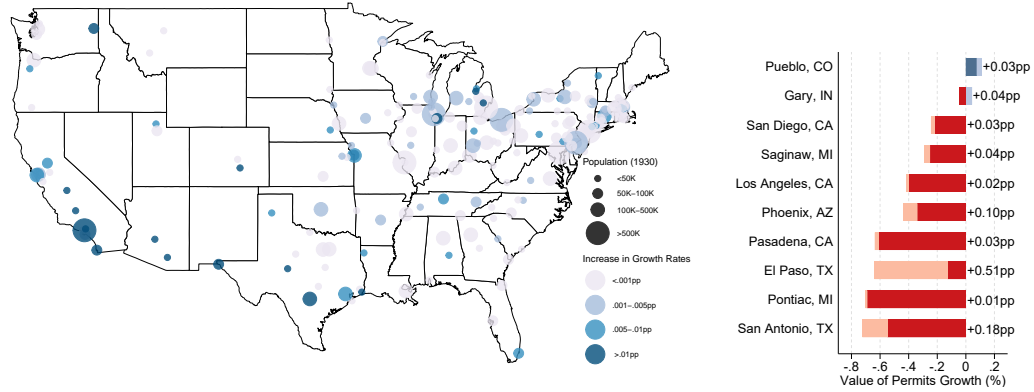 Population (1930)
<50K
50K–100K
100K–500K
>500K
Increase in Growth Rates
<.001pp
.001–.005pp
.005–.01pp
>.01pp
Pueblo, CO +0.03pp
Gary, IN +0.04pp
San Diego, CA +0.03pp
Saginaw, MI +0.04pp
Los Angeles, CA +0.02pp
Phoenix, AZ +0.10pp
Pasadena, CA +0.03pp
El Paso, TX +0.51pp
Pontiac, MI +0.01pp
San Antonio, TX +0.18pp
-.8 -.6 -.4 -.2 0 .2
Value of Permits Growth (%)